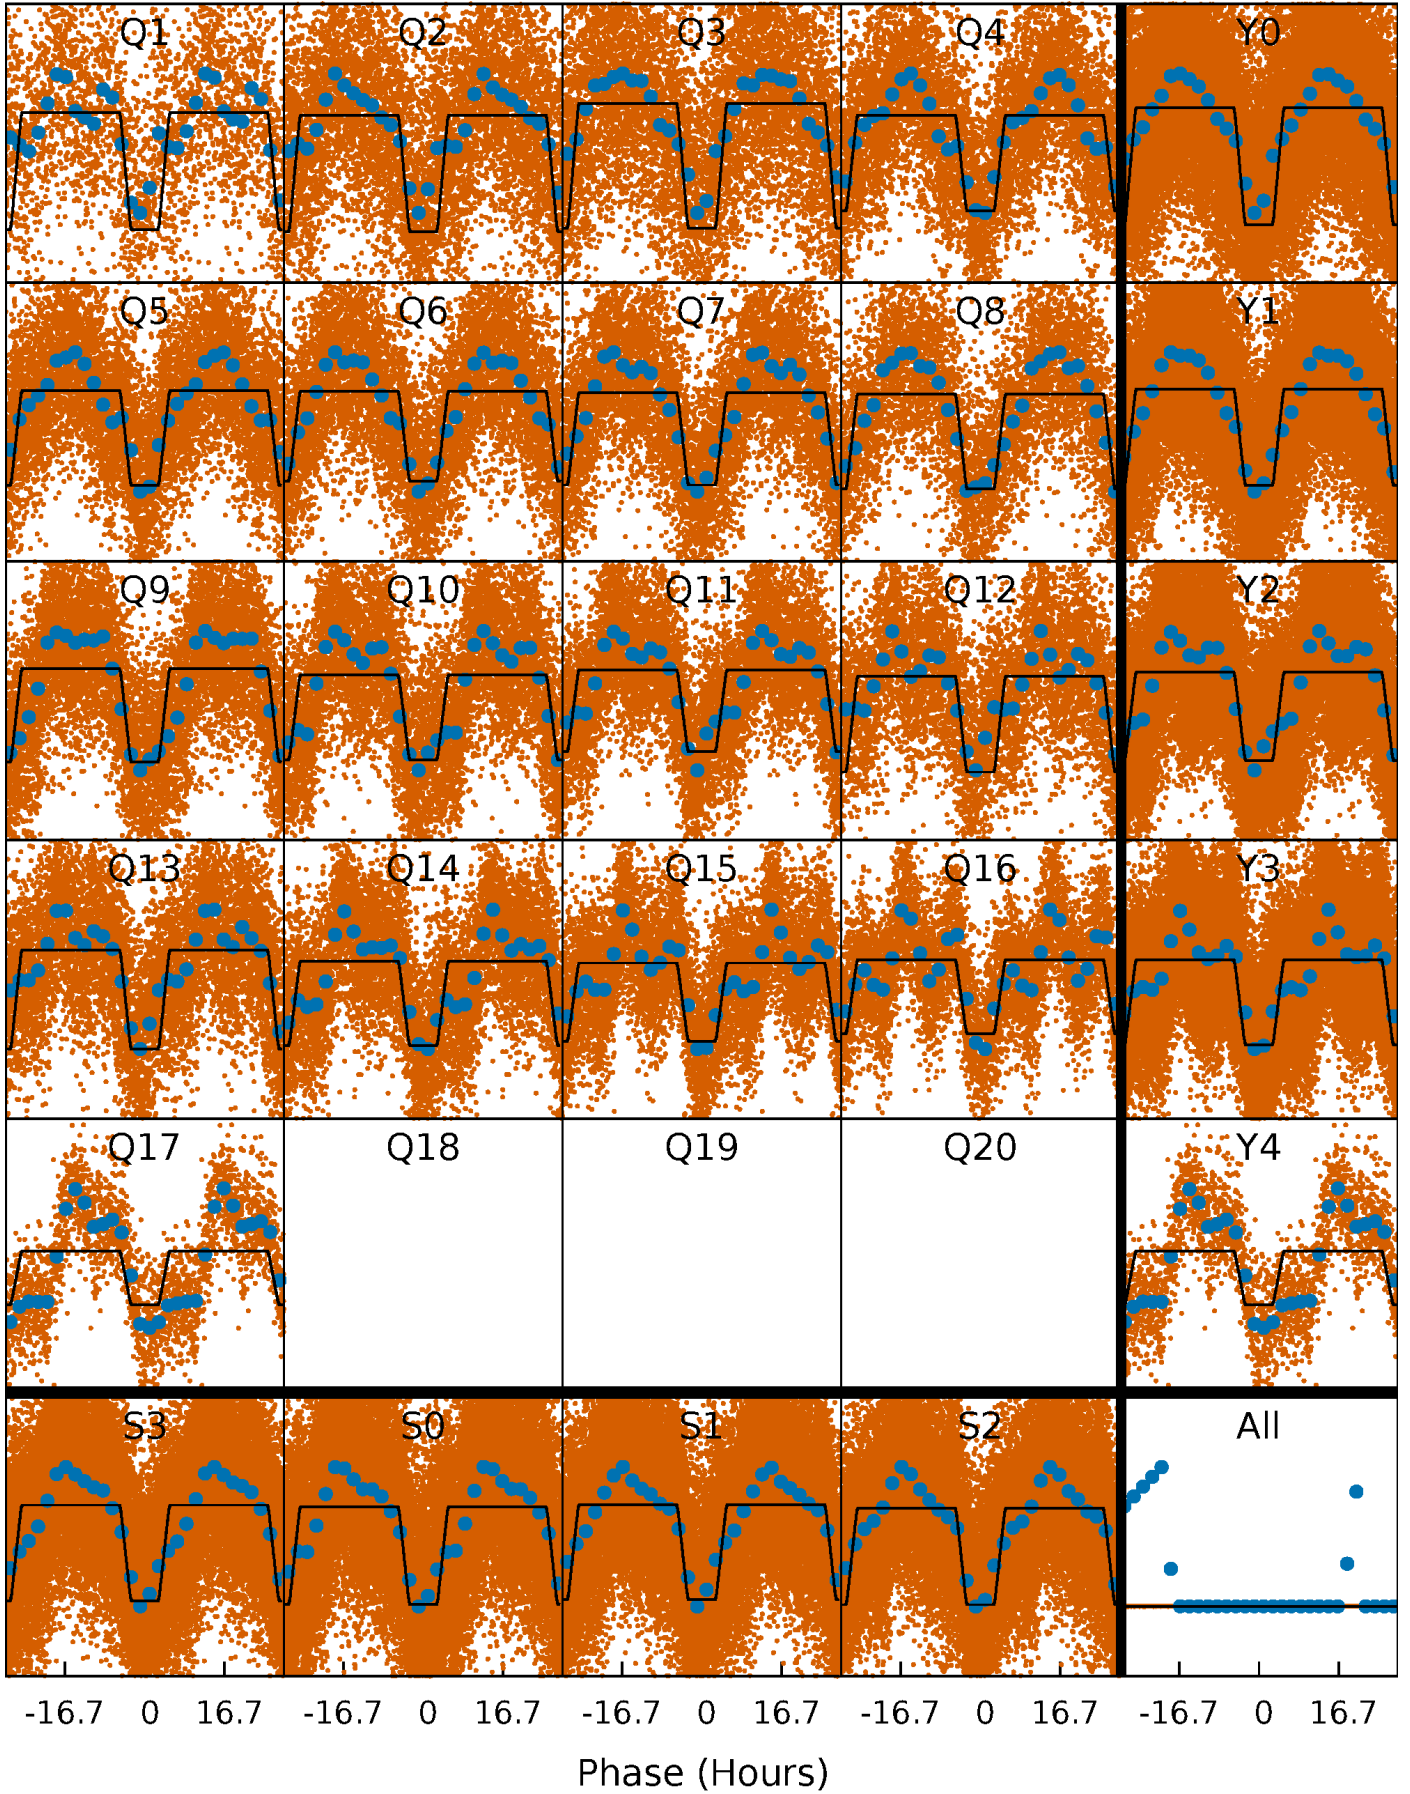 Q1 Q2 Q3 Q4 Y0
Q5 Q6 Q7 Q8 Y1
Q9 Q10 Q11 Q12 Y2
Q13 Q14 Q15 Q16 Y3
Q17 Q18 Q19 Q20 Y4
S3 S0 S1 S2 All
-16.7 0 16.7 -16.7 0 16.7 -16.7 0 16.7 -16.7 0 16.7 -16.7 0 16.7
Phase (Hours)